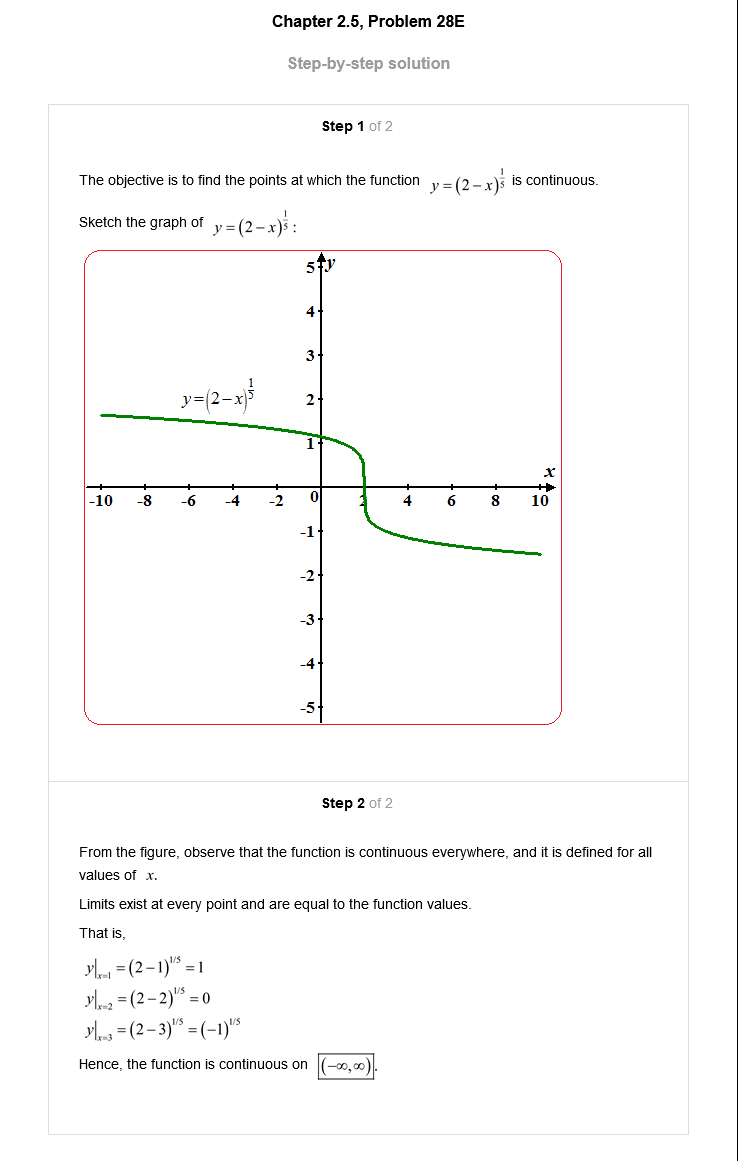 Chapter 2.5, Problem 28E
Step-by-step solution
Step 1 of 2
The objective is to find the points at which the function y=(2−x)^{1/5} is continuous.
Sketch the graph of y=(2−x)^{1/5} :
5 y
4
3
y=(2−x)^{1/5}
2
1
x
-10 -8 -6 -4 -2 0 2 4 6 8 10
-1
-2
-3
-4
-5
Step 2 of 2
From the figure, observe that the function is continuous everywhere, and it is defined for all
values of x.
Limits exist at every point and are equal to the function values.
That is,
y|_{x=1} =(2−1)^{1/5} =1
y|_{x=2} =(2−2)^{1/5} =0
y|_{x=3} =(2−3)^{1/5} =(−1)^{1/5}
Hence, the function is continuous on (−∞,∞).